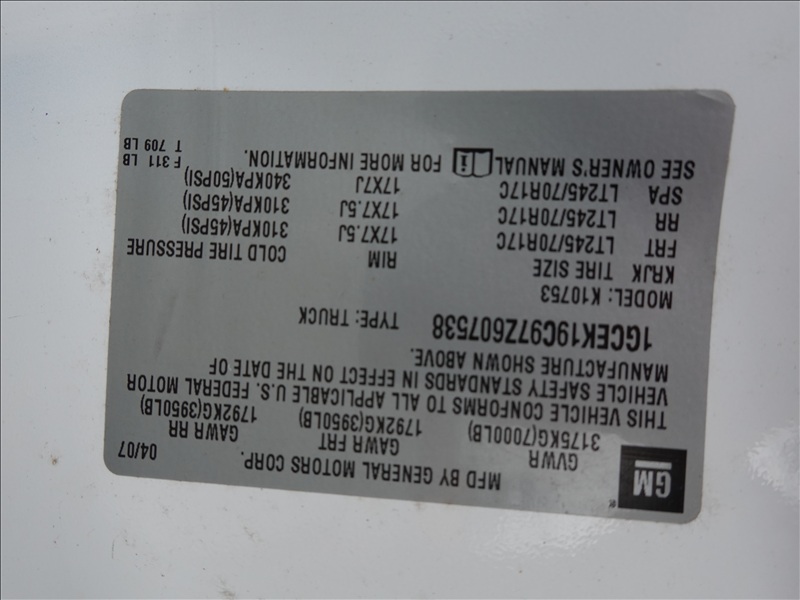 GM
MFD BY GENERAL MOTORS CORP.
04/07
GVWR GAWR FRT GAWR RR
3175KG(7000LB) 1792KG(3950LB) 1792KG(3950LB)
THIS VEHICLE CONFORMS TO ALL APPLICABLE U.S. FEDERAL MOTOR
VEHICLE SAFETY STANDARDS IN EFFECT ON THE DATE OF
MANUFACTURE SHOWN ABOVE.
1GCEK19C97Z607538 TYPE: TRUCK
MODEL: K10753
KRJK TIRE SIZE RIM COLD TIRE PRESSURE
FRT LT245/70R17C 17X7.5J 310KPA(45PSI)
RR LT245/70R17C 17X7.5J 310KPA(45PSI)
SPA LT245/70R17C 17X7J 340KPA(50PSI)
SEE OWNER'S MANUAL FOR MORE INFORMATION.
F 311 LB
T 709 LB